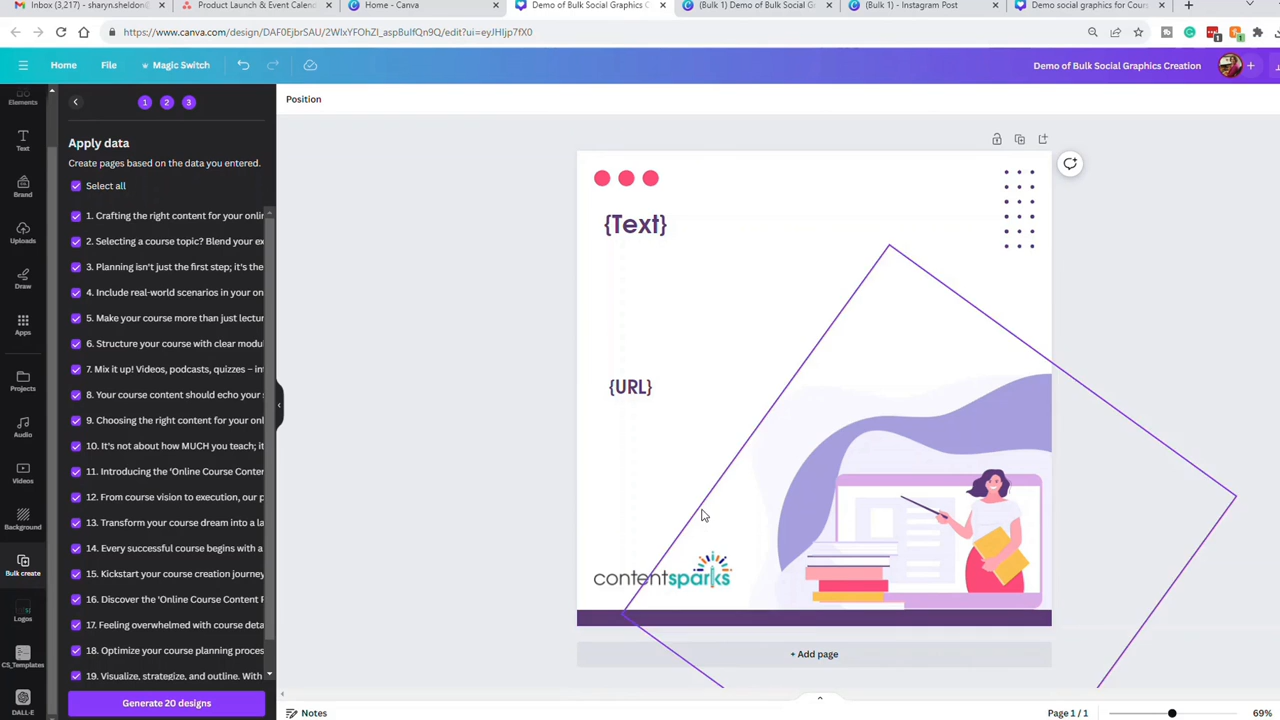 Inbox (3,217) - sharyn.sheldon@
Product Launch & Event Calend
Home - Canva
Demo of Bulk Social Graphics C
(Bulk 1) Demo of Bulk Social G
(Bulk 1) - Instagram Post
Demo social graphics for Cour
https://www.canva.com/design/DAF0EjbrSAU/2WIxYFOhZI_aspBuIfQn9Q/edit?ui=eyJHIjp7fX0
Home
File
Magic Switch
Demo of Bulk Social Graphics Creation
Elements
Text
Brand
Uploads
Draw
Apps
Projects
Audio
Videos
Background
Bulk create
Logos
CS_Templates
DALL-E
1 2 3
Apply data
Create pages based on the data you entered.
Select all
1. Crafting the right content for your onli
2. Selecting a course topic? Blend your ex
3. Planning isn't just the first step; it's the
4. Include real-world scenarios in your on
5. Make your course more than just lectur
6. Structure your course with clear modul
7. Mix it up! Videos, podcasts, quizzes – in
8. Your course content should echo your
9. Choosing the right content for your onl
10. It's not about how MUCH you teach; it
11. Introducing the 'Online Course Conten
12. From course vision to execution, our p
13. Transform your course dream into a la
14. Every successful course begins with a
15. Kickstart your course creation journey
16. Discover the 'Online Course Content P
17. Feeling overwhelmed with course deta
18. Optimize your course planning proces
19. Visualize, strategize, and outline. With
Generate 20 designs
Position
{Text}
{URL}
contentsparks
+ Add page
Notes
Page 1 / 1
69%